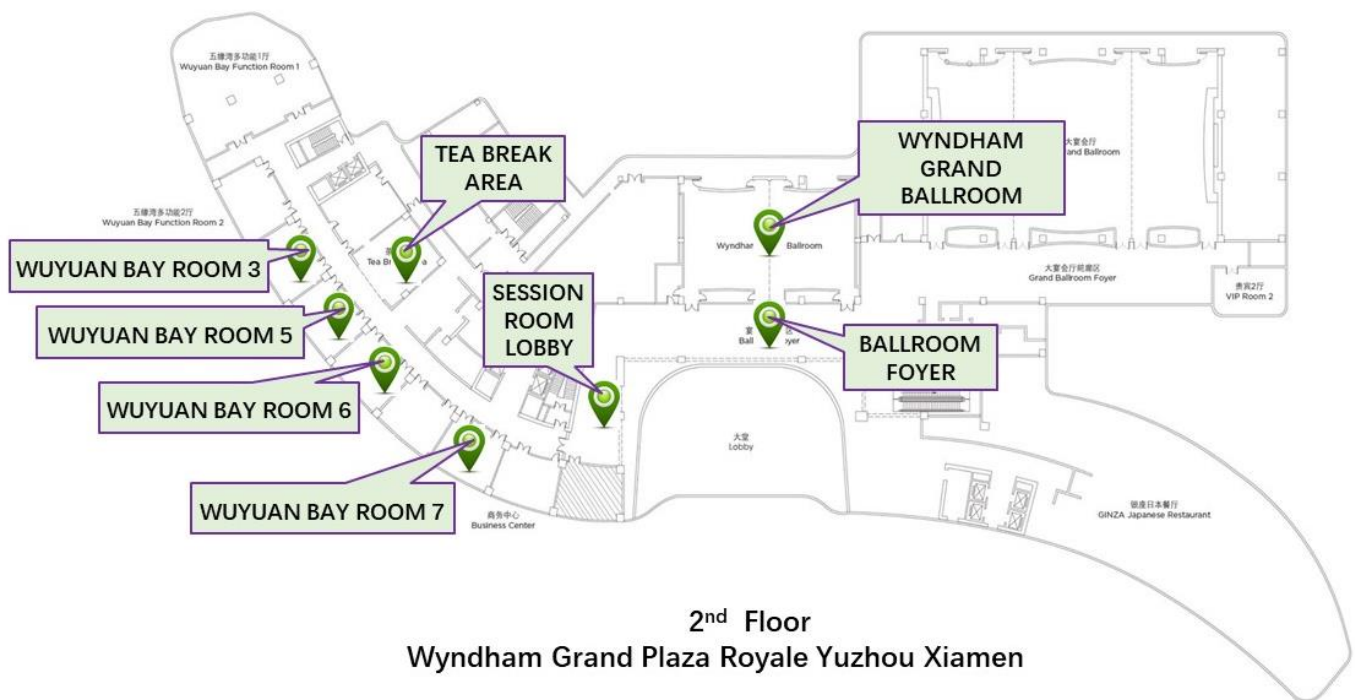 五缘湾多功能1厅
Wuyuan Bay Function Room 1
TEA BREAK
AREA
WYNDHAM
GRAND
BALLROOM
大宴会厅
Ballroom
五缘湾多功能2厅
Wuyuan Bay Function Room 2
WUYUAN BAY ROOM 3
Tea
Ballroom
大宴会厅前廊区
Grand Ballroom Foyer
贵宾2厅
VIP Room 2
SESSION
ROOM
LOBBY
WUYUAN BAY ROOM 5
BALLROOM
FOYER
WUYUAN BAY ROOM 6
大堂
Lobby
WUYUAN BAY ROOM 7
商务中心
Business Center
银座日本餐厅
GINZA Japanese Restaurant
2nd Floor
Wyndham Grand Plaza Royale Yuzhou Xiamen